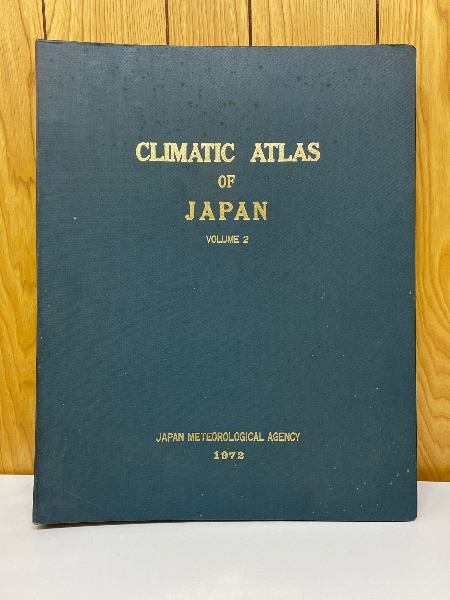 CLIMATIC ATLAS
OF
JAPAN
VOLUME 2
JAPAN METEOROLOGICAL AGENCY
1972